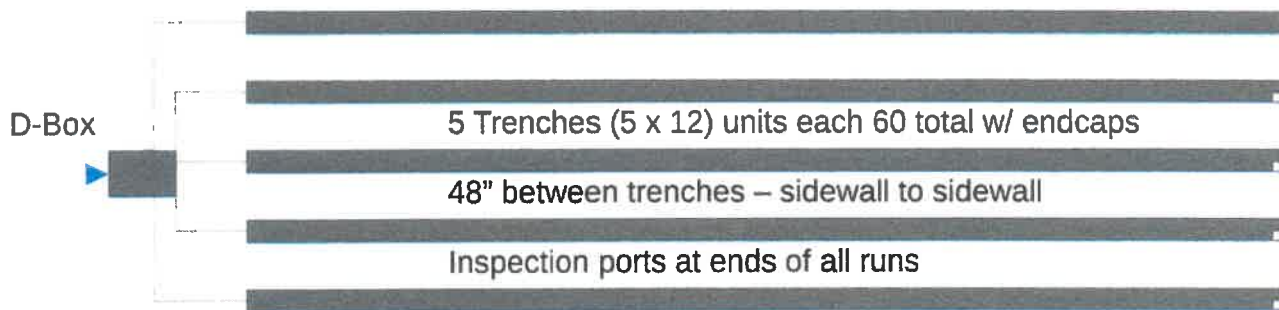 5 Trenches (5 x 12) units each 60 total w/ endcaps
D-Box
48” between trenches – sidewall to sidewall
Inspection ports at ends of all runs